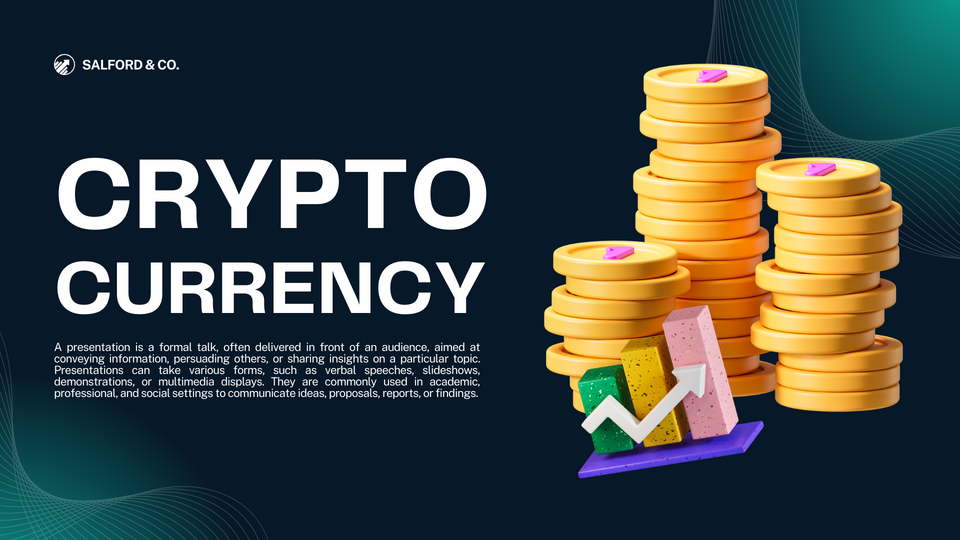 SALFORD & CO.
CRYPTO
CURRENCY
A presentation is a formal talk, often delivered in front of an audience, aimed at
conveying information, persuading others, or sharing insights on a particular topic.
Presentations can take various forms, such as verbal speeches, slideshows,
demonstrations, or multimedia displays. They are commonly used in academic,
professional, and social settings to communicate ideas, proposals, reports, or findings.